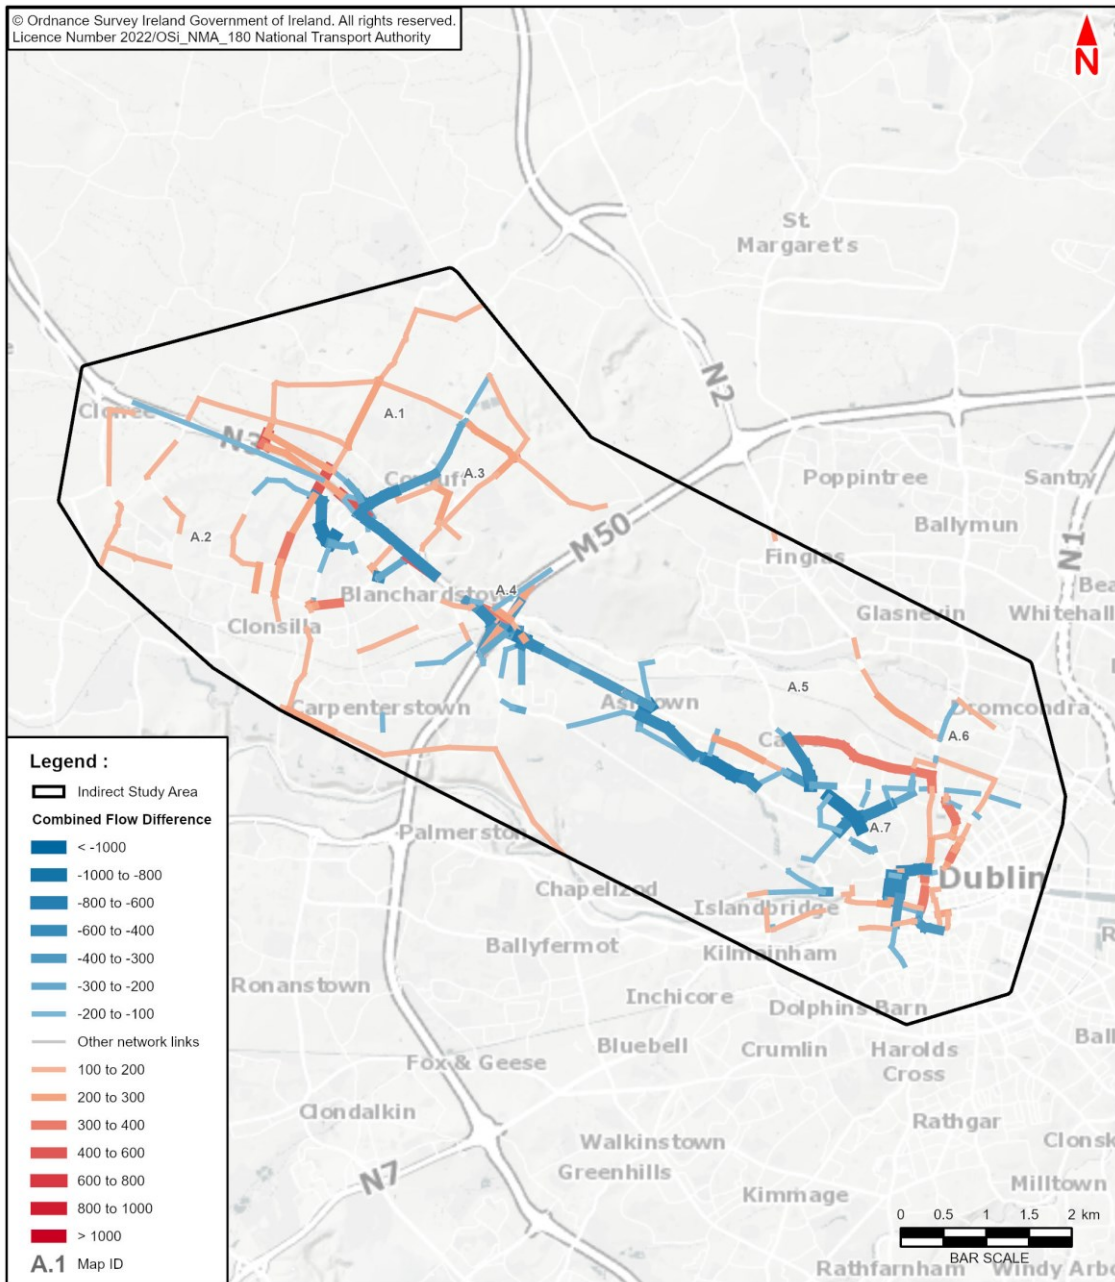 © Ordnance Survey Ireland Government of Ireland. All rights reserved.
Licence Number 2022/OSi_NMA_180 National Transport Authority
N
St.
Margaret's
N2
Clonee
N3
A.1
A.3
A.2
Poppintree
Santry
Ballymun
M50
N1
Finglas
A.4
Blanchardstown
Glasnevin
Whitehall
Clonsilla
A.5
Carpenterstown
Ashtown
Dromcondra
A.6
A.7
Palmerston
Chapelizod
Dublin
Islandbridge
Ballyfermot
Kilmainham
Ronanstown
Inchicore
Dolphins Barn
Bluebell
Crumlin
Harolds
Cross
Fox & Geese
Clondalkin
Rathgar
Walkinstown
Greenhills
N7
Milltown
Kimmage
Rathfarnham
Legend :
Indirect Study Area
Combined Flow Difference
< -1000
-1000 to -800
-800 to -600
-600 to -400
-400 to -300
-300 to -200
-200 to -100
Other network links
100 to 200
200 to 300
300 to 400
400 to 600
600 to 800
800 to 1000
> 1000
A.1 Map ID
0 0.5 1 1.5 2 km
BAR SCALE